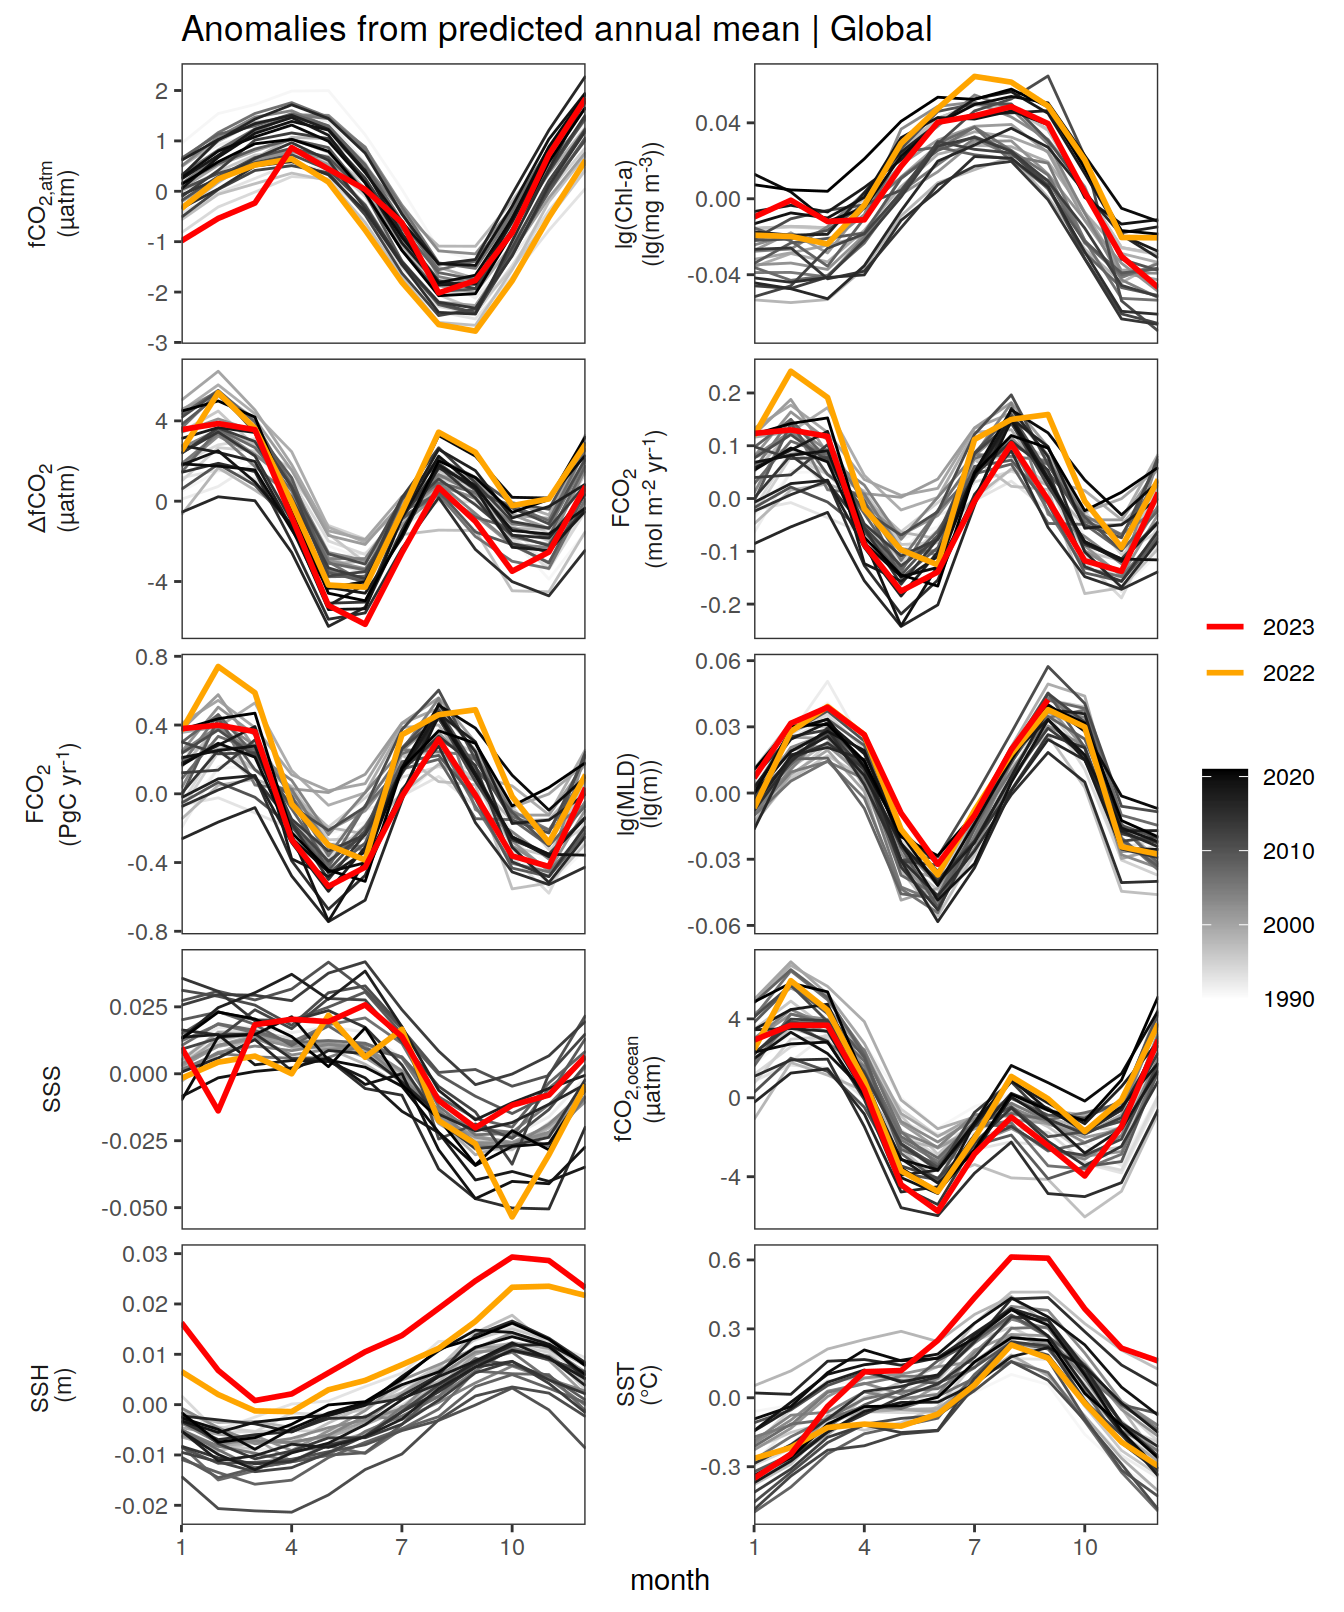 Anomalies from predicted annual mean | Global
fCO2,atm
(µatm)
2
1
0
-1
-2
-3
lg(Chl-a)
(lg(mg m-3))
0.04
0.00
-0.04
ΔfCO2
(µatm)
4
0
-4
FCO2
(mol m-2 yr-1)
0.2
0.1
0.0
-0.1
-0.2
FCO2
(PgC yr-1)
0.8
0.4
0.0
-0.4
-0.8
lg(MLD)
(lg(m))
0.06
0.03
0.00
-0.03
-0.06
SSS
0.025
0.000
-0.025
-0.050
fCO2,ocean
(µatm)
4
0
-4
SSH
(m)
0.03
0.02
0.01
0.00
-0.01
-0.02
SST
(°C)
0.6
0.3
0.0
-0.3
1 4 7 10
1 4 7 10
month
2023
2022
2020
2010
2000
1990